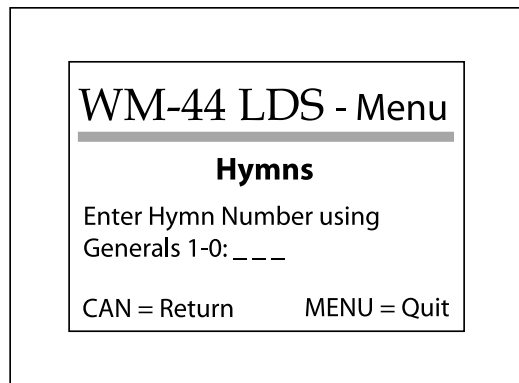 WM-44 LDS - Menu
Hymns
Enter Hymn Number using
Generals 1-0: _ _ _
CAN = Return MENU = Quit